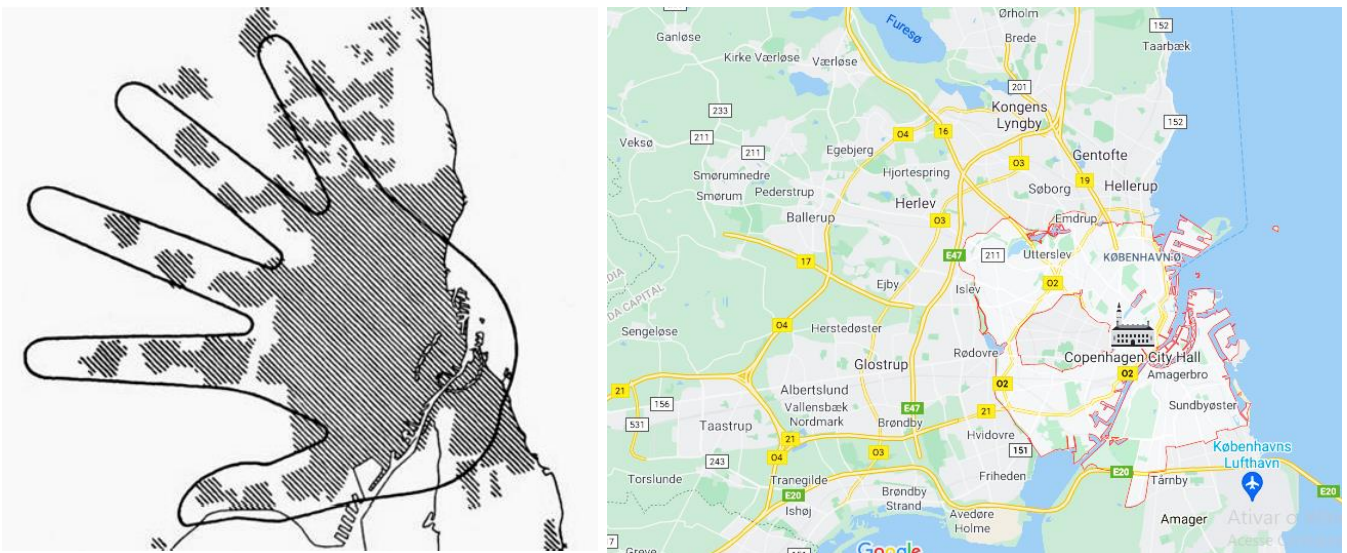 Ørholm
152
Ganløse
Furesø
Brede
Taarbæk
Kirke Værløse
Værløse
201
233
Kongens
Lyngby
152
O4
16
Veksø
211
211
Egebjerg
O3
Gentofte
Smørumnedre
Hjortespring
19
Smørum
Pederstrup
Søborg
Hellerup
Herlev
Ballerup
O3
Emdrup
17
E47
211
Utterslev
KØBENHAVN Ø
Ejby
Islev
O2
DA CAPITAL
Sengeløse
O4
Herstedøster
Rødovre
Copenhagen City Hall
Glostrup
O2
O2
Amagerbro
21
Albertslund
156
Vallensbæk
Nordmark
E47
21
Sundbyøster
531
Taastrup
Brøndby
21
Hvidovre
151
Københavns
Lufthavn
243
O4
O3
Friheden
E20
Torslunde
Tranegilde
Tårnby
E20
E20
Ishøj
Brøndby
Strand
Avedøre
Holme
Amager
Ativar o
Google
Greve